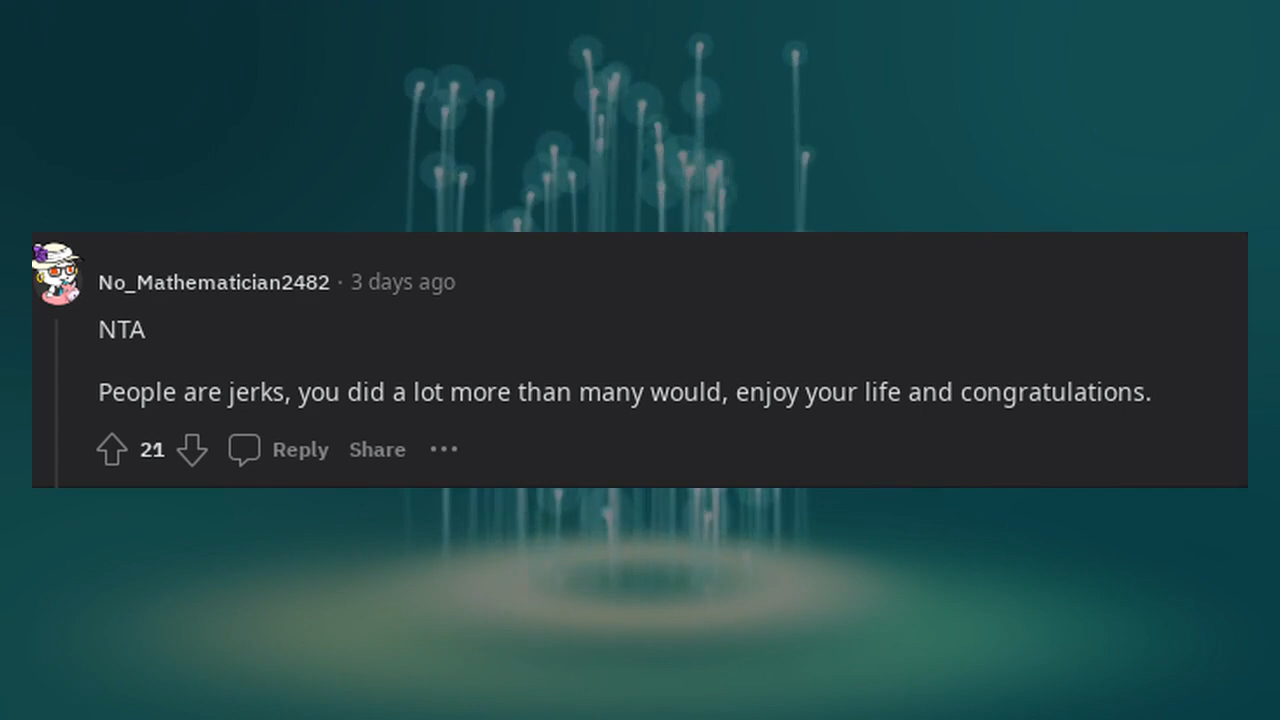 No_Mathematician2482 · 3 days ago
NTA
People are jerks, you did a lot more than many would, enjoy your life and congratulations.
21 Reply Share ···